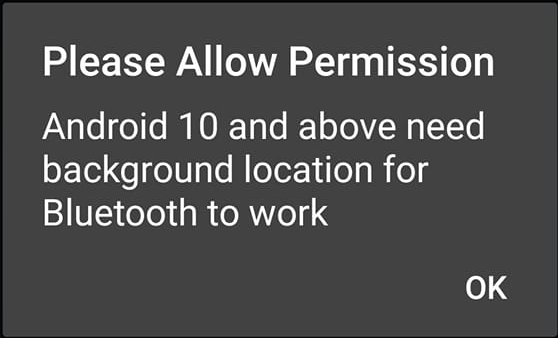 Please Allow Permission
Android 10 and above need
background location for
Bluetooth to work
OK